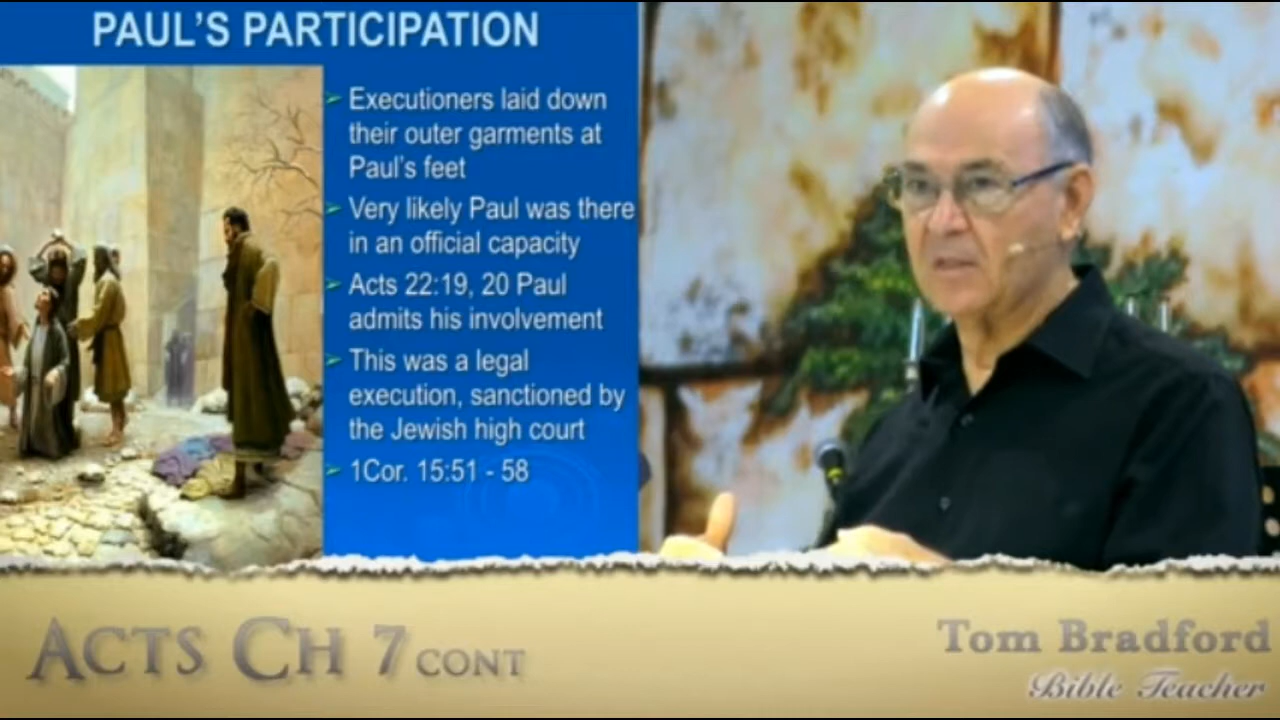 PAUL'S PARTICIPATION
➢ Executioners laid down
their outer garments at
Paul's feet
➢ Very likely Paul was there
in an official capacity
➢ Acts 22:19, 20 Paul
admits his involvement
➢ This was a legal
execution, sanctioned by
the Jewish high court
➢ 1Cor. 15:51 - 58
ACTS CH 7 CONT
Tom Bradford
Bible Teacher